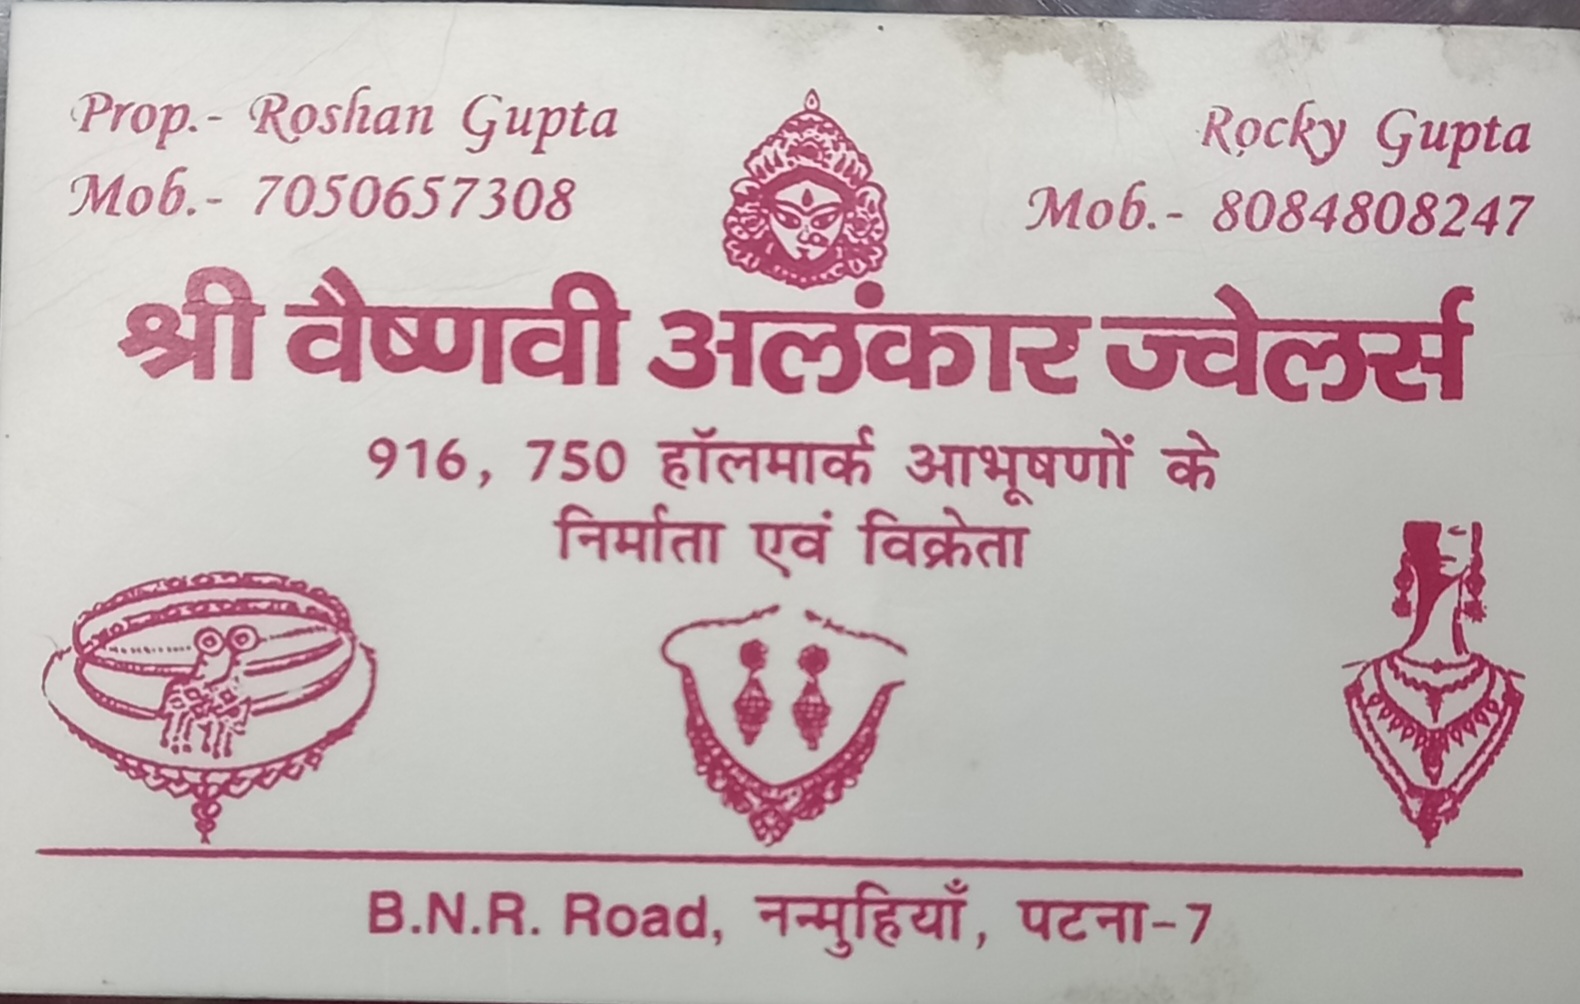 Prop.- Roshan Gupta
Mob.- 7050657308
Rocky Gupta
Mob.- 8084808247
श्री वैष्णवी अलंकार ज्वेलर्स
916, 750 हॉलमार्क आभूषणों के
निर्माता एवं विक्रेता
B.N.R. Road, नन्मुहियाँ, पटना-7